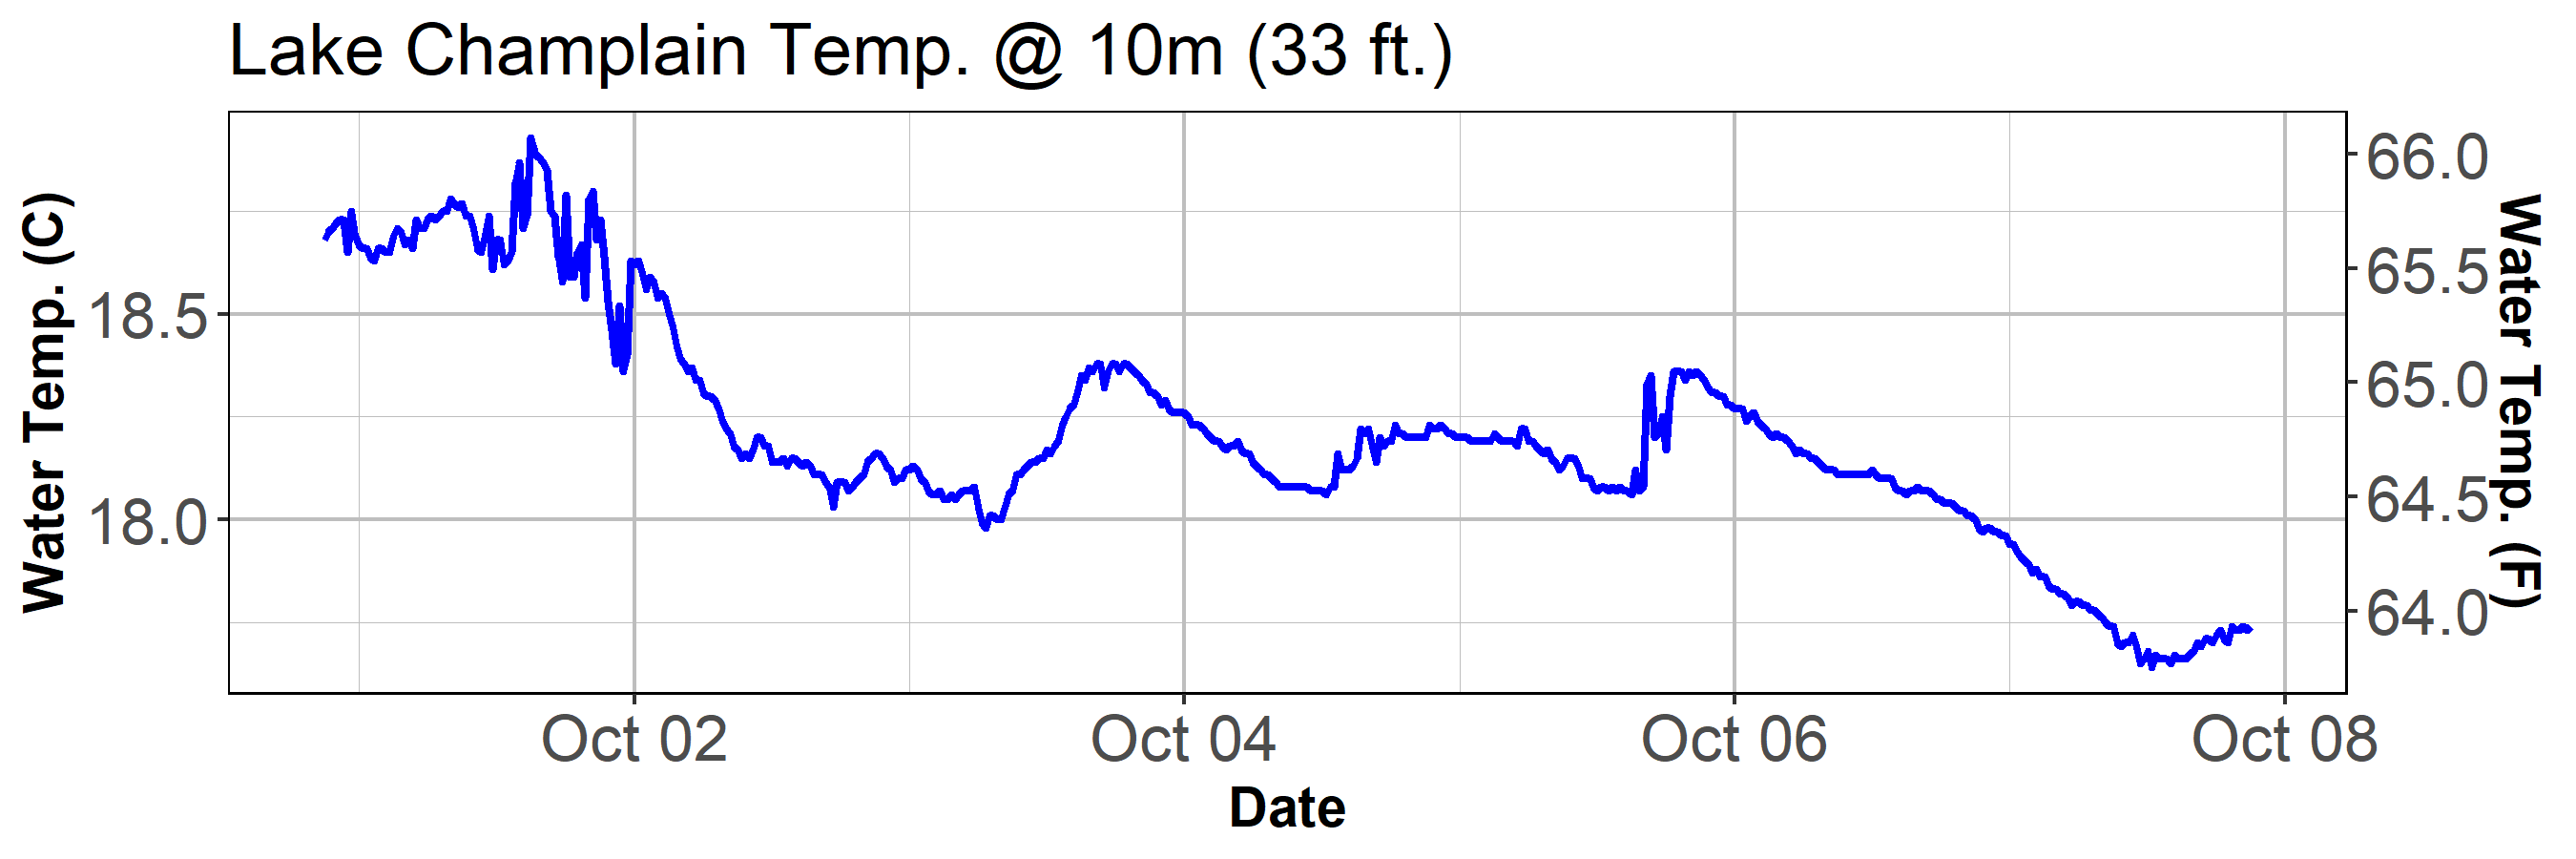 Lake Champlain Temp. @ 10m (33 ft.)
Water Temp. (C)
18.5
18.0
66.0
65.5
65.0
64.5
64.0
Water Temp. (F)
Oct 02 Oct 04 Oct 06 Oct 08
Date